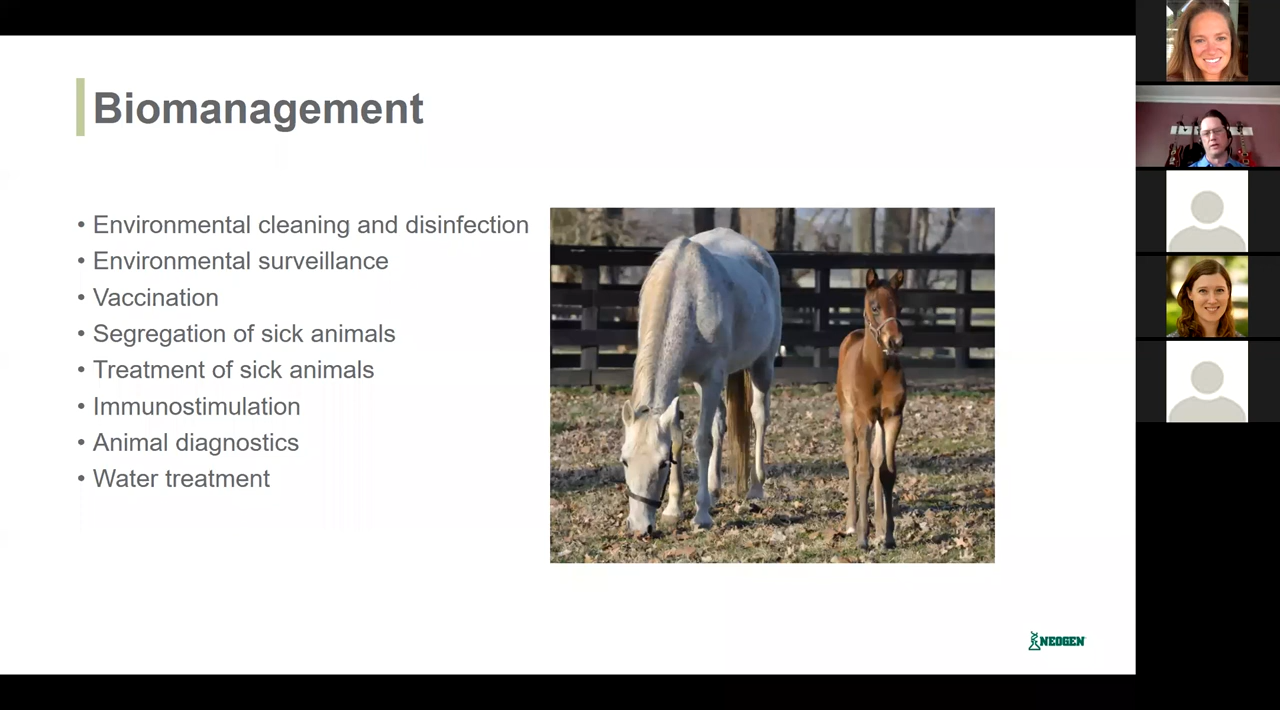 Biomanagement
• Environmental cleaning and disinfection
• Environmental surveillance
• Vaccination
• Segregation of sick animals
• Treatment of sick animals
• Immunostimulation
• Animal diagnostics
• Water treatment
NEOGEN